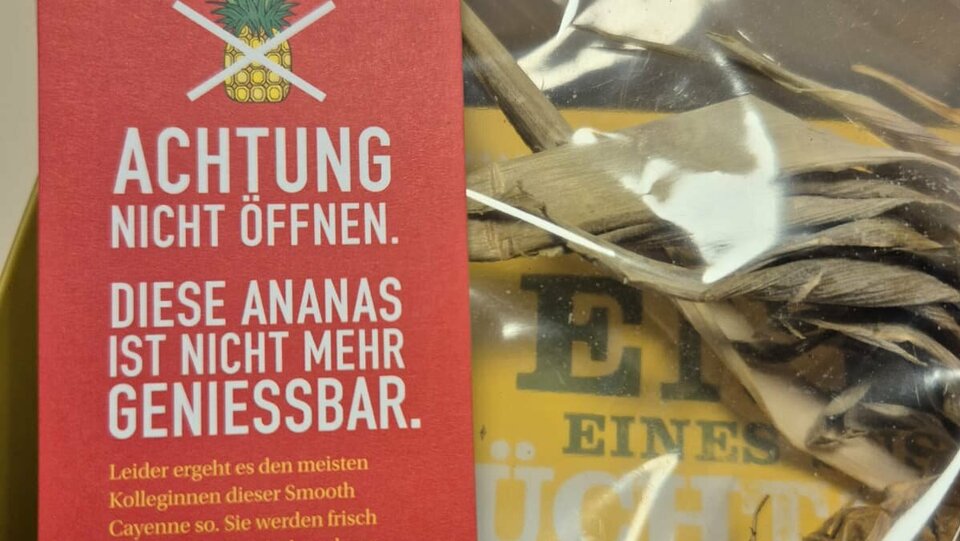 ACHTUNG
NICHT ÖFFNEN.
DIESE ANANAS
IST NICHT MEHR
GENIESSBAR.
Leider ergeht es den meisten
Kolleginnen dieser Smooth
Cayenne so. Sie werden frisch
EINES